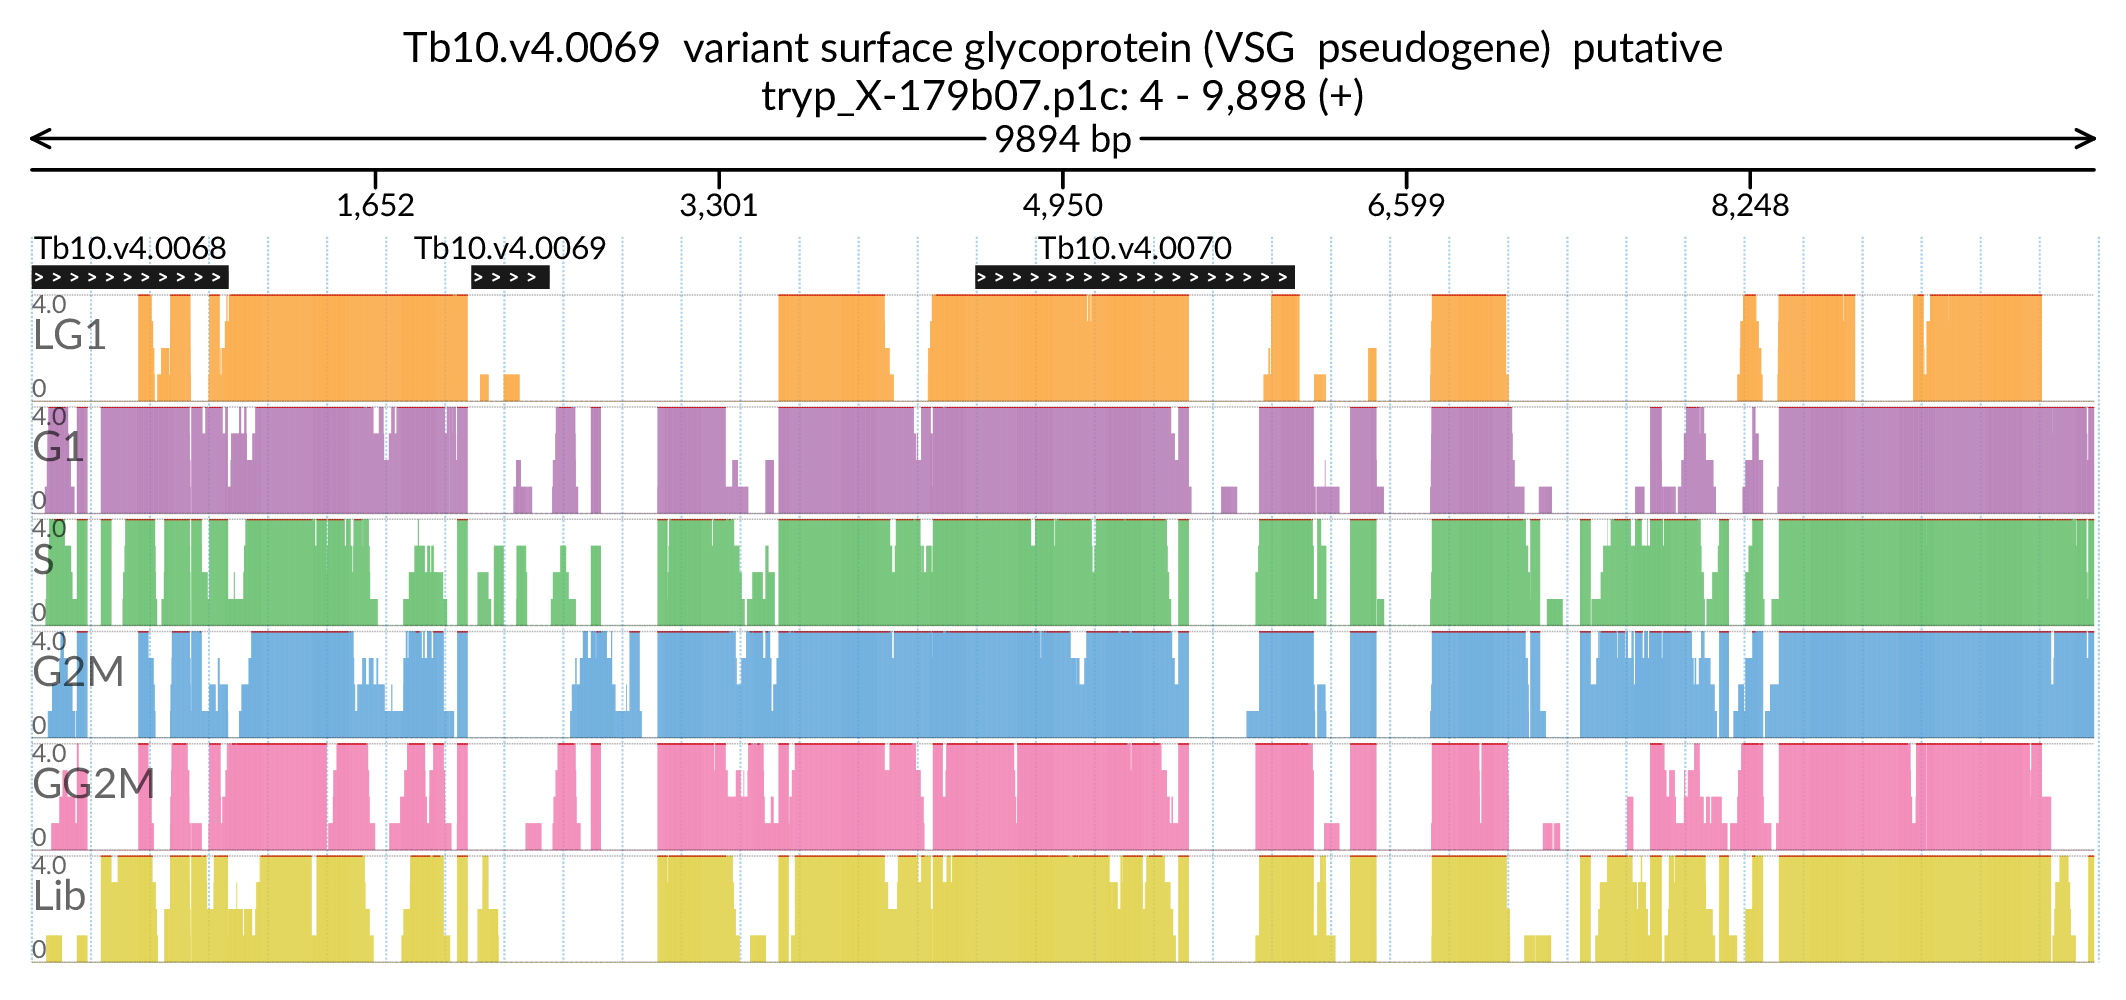 Tb10.v4.0069 variant surface glycoprotein (VSG pseudogene) putative
tryp_X-179b07.p1c: 4 - 9,898 (+)
9894 bp
1,652 3,301 4,950 6,599 8,248
Tb10.v4.0068 Tb10.v4.0069 Tb10.v4.0070
4.0
LG1
0
4.0
G1
0
4.0
S
0
4.0
G2M
0
4.0
GG2M
0
4.0
Lib
0